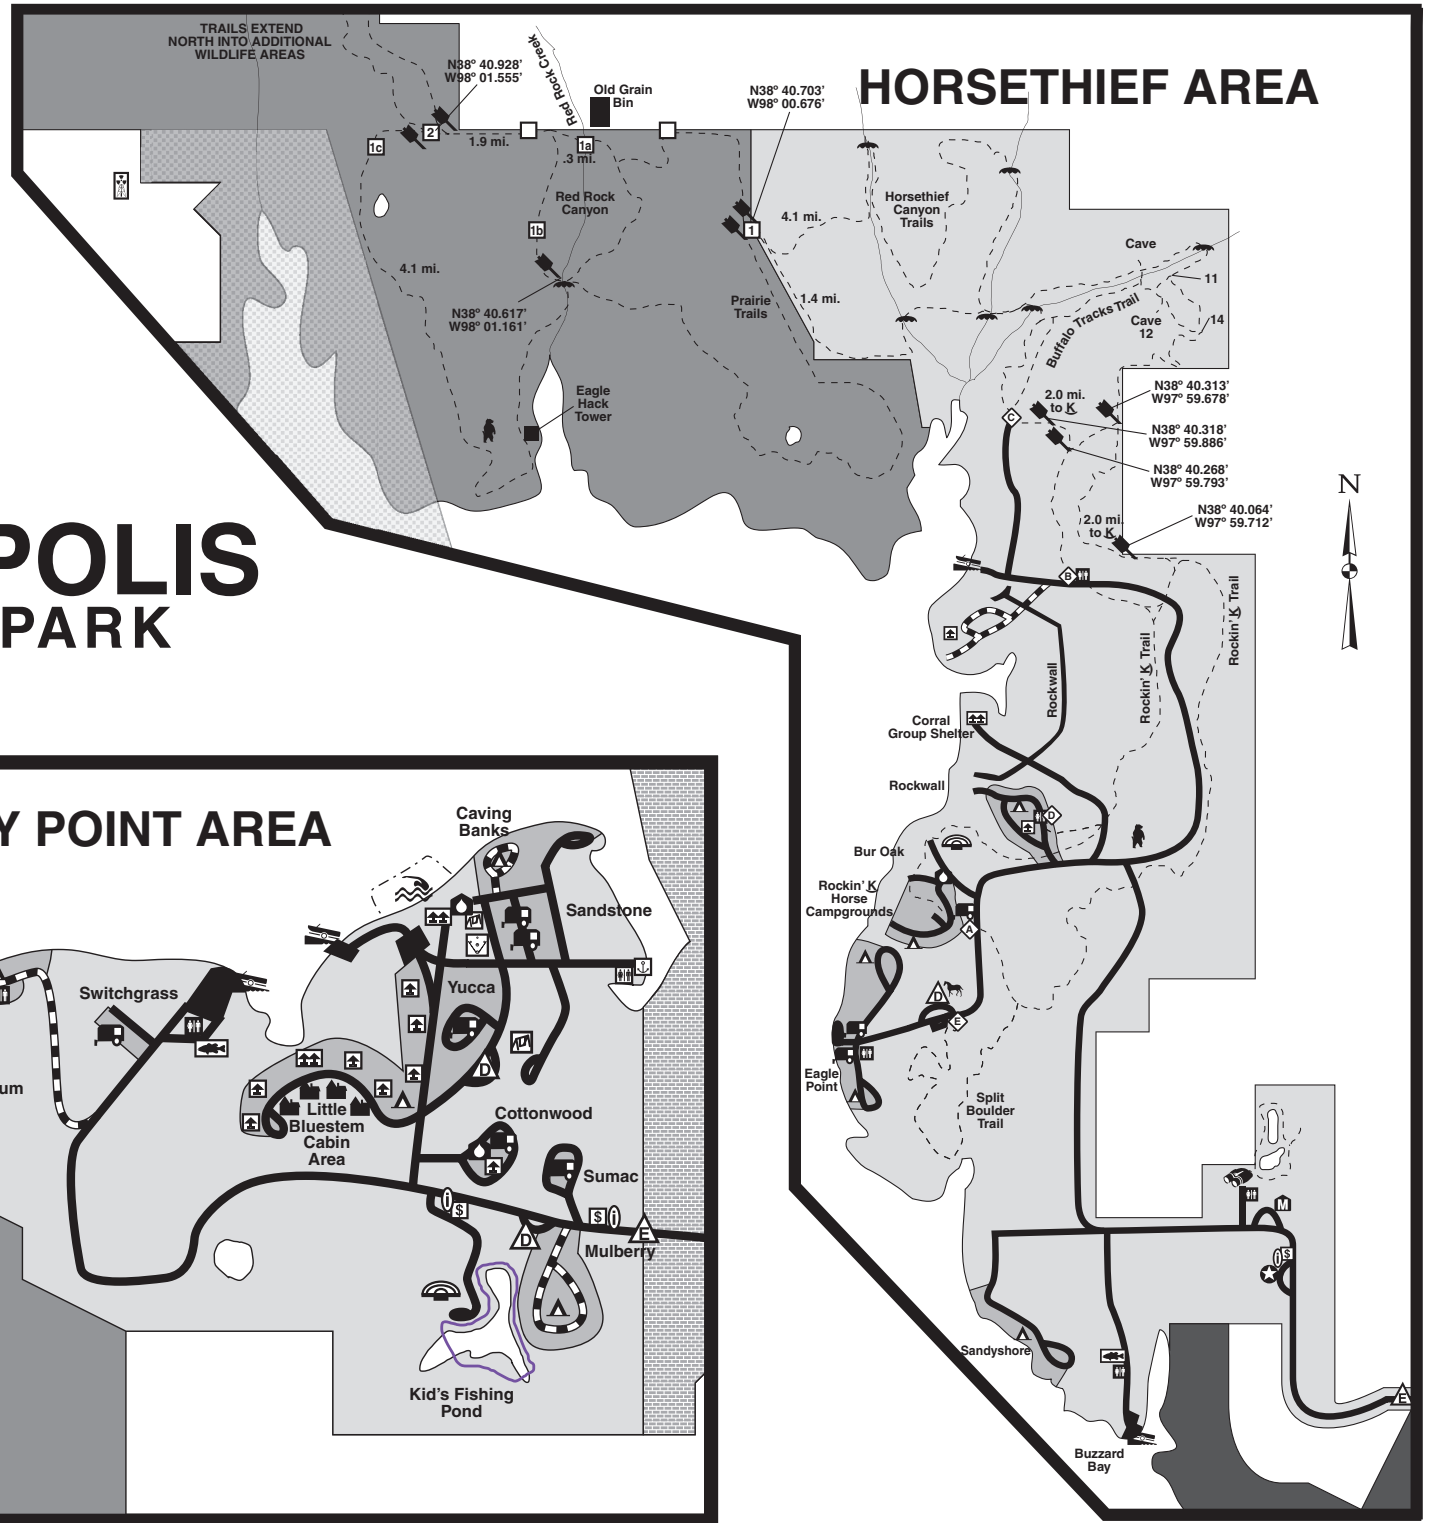 TRAILS EXTEND
NORTH INTO ADDITIONAL
WILDLIFE AREAS
N38º 40.928’
W98º 01.555’
Red Rock Creek
Old Grain
Bin
N38º 40.703’
W98º 00.676’
HORSETHIEF AREA
1c
2
1.9 mi.
1a
.3 mi.
Red Rock
Canyon
1b
1
4.1 mi.
Horsethief
Canyon
Trails
4.1 mi.
N38º 40.617’
W98º 01.161’
Prairie
Trails
1.4 mi.
Cave
11
Buffalo Tracks Trail
Cave
12
14
Eagle
Hack
Tower
C
2.0 mi.
to K
N38º 40.313’
W97º 59.678’
N38º 40.318’
W97º 59.886’
N38º 40.268’
W97º 59.793’
2.0 mi.
to K
N38º 40.064’
W97º 59.712’
N
POLIS
PARK
B
Rockwall
Rockin’ K Trail
Rockin’ K Trail
Corral
Group Shelter
Rockwall
D
Bur Oak
Rockin’ K
Horse
Campgrounds
A
D
E
Eagle
Point
Split
Boulder
Trail
M
i
$
Sandyshore
E
Buzzard
Bay
Y POINT AREA
Caving
Banks
Sandstone
Switchgrass
Yucca
D
um
Little
Bluestem
Cabin
Area
Cottonwood
Sumac
i
$
$
i
D
E
Mulberry
Kid’s Fishing
Pond